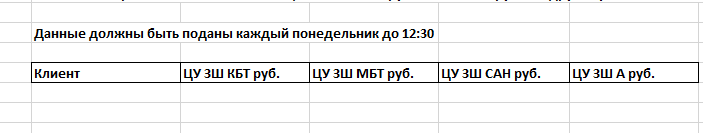 Данные должны быть поданы каждый понедельник до 12:30
Клиент ЦУ ЗШ КБТ руб. ЦУ ЗШ МБТ руб. ЦУ ЗШ САН руб. ЦУ ЗШ А руб.